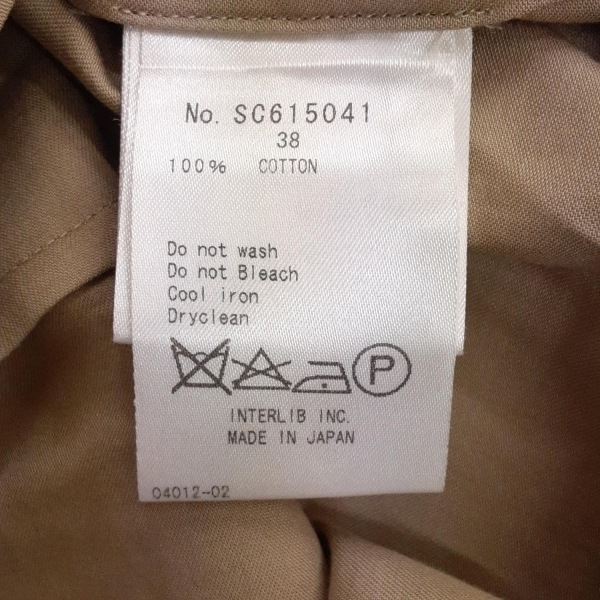 No. SC615041
38
100% COTTON
Do not wash
Do not Bleach
Cool iron
Dryclean
P
INTERLIB INC.
MADE IN JAPAN
04012-02